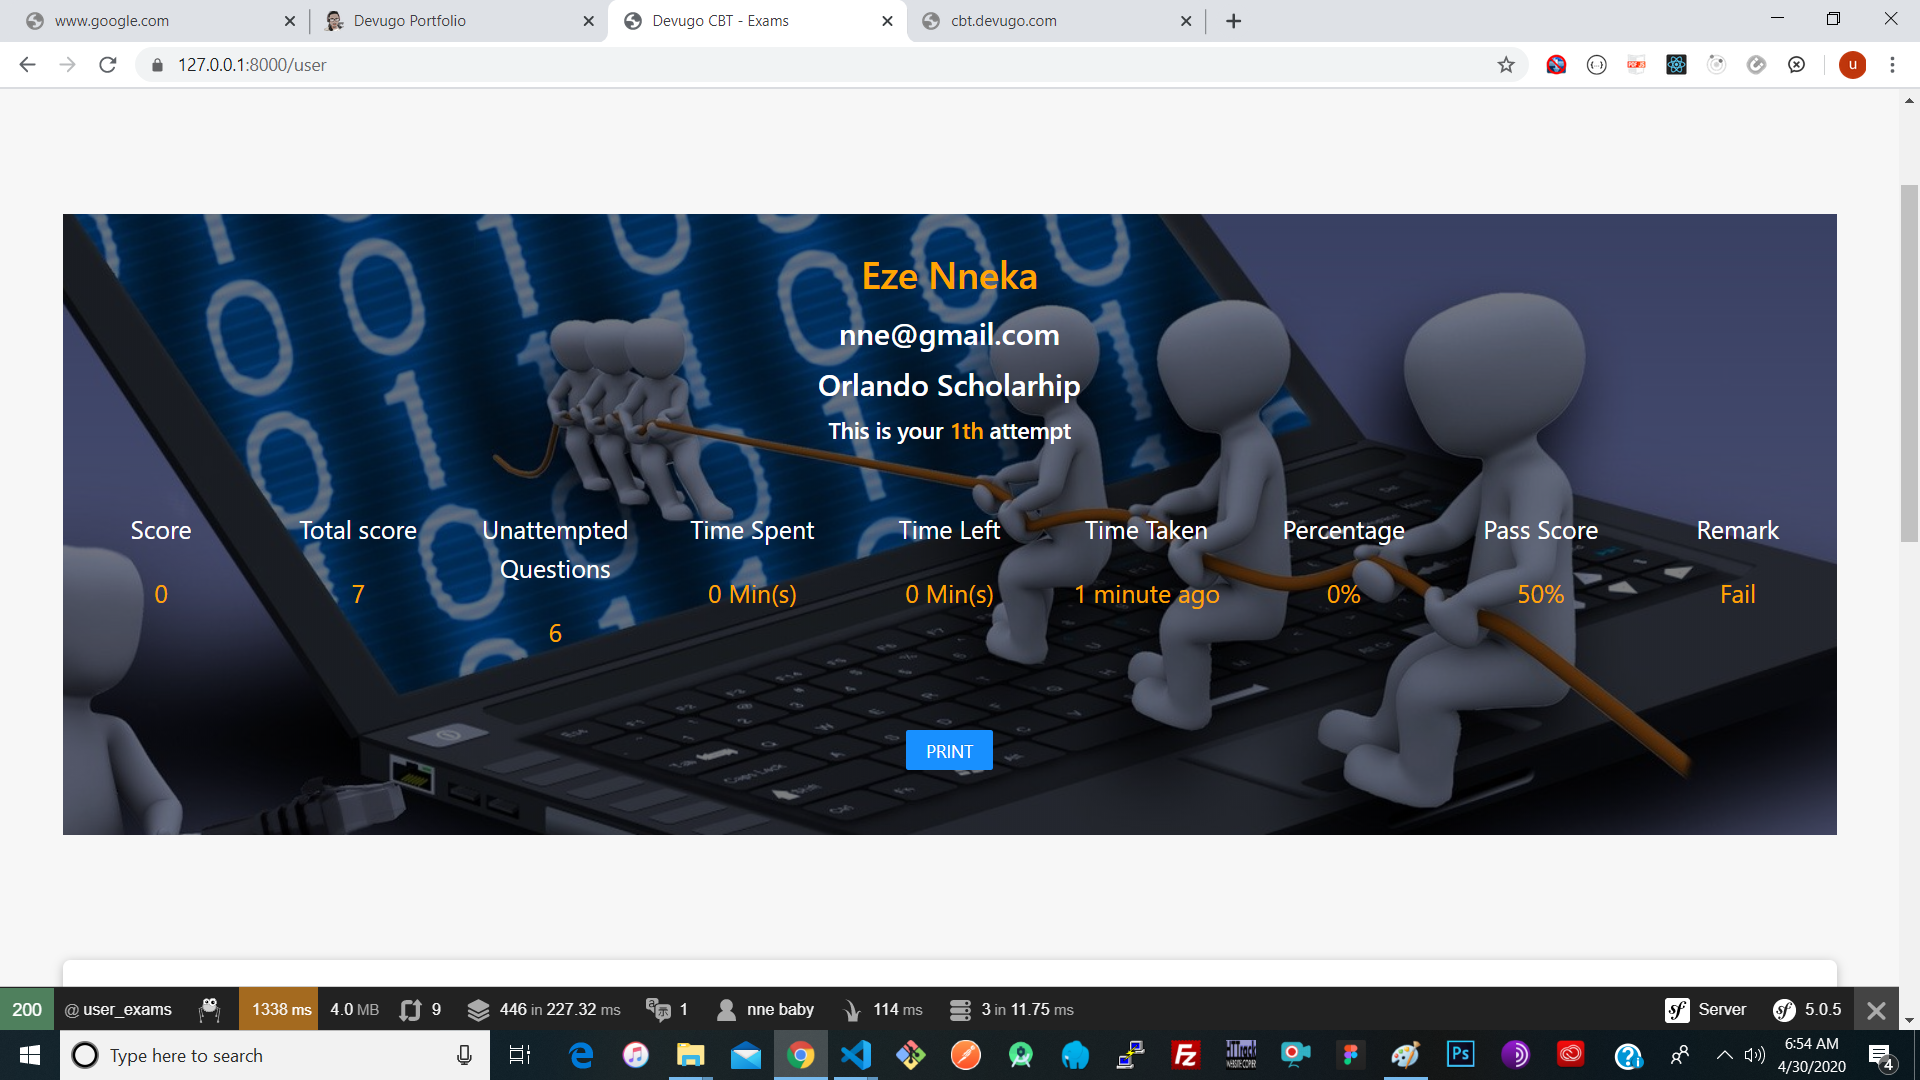 www.google.com
Devugo Portfolio
Devugo CBT - Exams
cbt.devugo.com
127.0.0.1:8000/user
u
Eze Nneka
nne@gmail.com
Orlando Scholarhip
This is your 1th attempt
Score
Total score
Unattempted
Questions
Time Spent
Time Left
Time Taken
Percentage
Pass Score
Remark
0
7
6
0 Min(s)
0 Min(s)
1 minute ago
0%
50%
Fail
PRINT
200
@ user_exams
1338 ms
4.0 MB
9
446 in 227.32 ms
1
nne baby
114 ms
3 in 11.75 ms
sf Server
sf 5.0.5
Type here to search
Ps
6:54 AM
4/30/2020
4